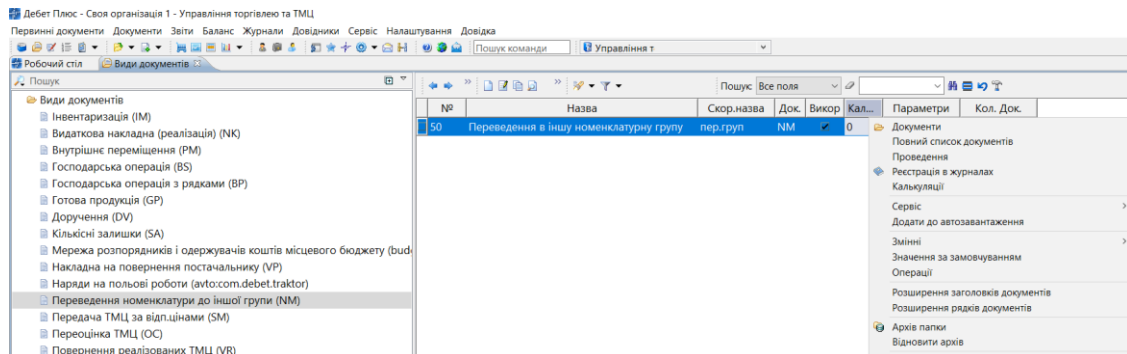 Дебет Плюс - Своя організація 1 - Управління торгівлею та ТМЦ
Первинні документи Документи Звіти Баланс Журнали Довідники Сервіс Налаштування Довідка
Пошук команди Управління т
Робочий стіл Види документів
Пошук
Пошук: Все поля
Види документів
№ Назва Скор.назва Док. Викор Кал... Параметри Кол. Док.
Інвентаризація (IM)
50 Переведення в іншу номенклатурну групу пер.груп NM 0
Видаткова накладна (реалізація) (NK)
Внутрішнє переміщення (PM)
Господарська операція (BS)
Господарська операція з рядками (BP)
Готова продукція (GP)
Доручення (DV)
Кількісні залишки (SA)
Мережа розпорядників і одержувачів коштів місцевого бюджету (bud
Накладна на повернення постачальнику (VP)
Наряди на польові роботи (avto:com.debet.traktor)
Переведення номенклатури до іншої групи (NM)
Передача ТМЦ за відп.цінами (SM)
Переоцінка ТМЦ (OC)
Повернення реалізованих ТМЦ (VR)
Документи
Повний список документів
Проведення
Реєстрація в журналах
Калькуляції
Сервіс
Додати до автозавантаження
Змінні
Значення за замовчуванням
Операції
Розширення заголовків документів
Розширення рядків документів
Архів папки
Відновити архів